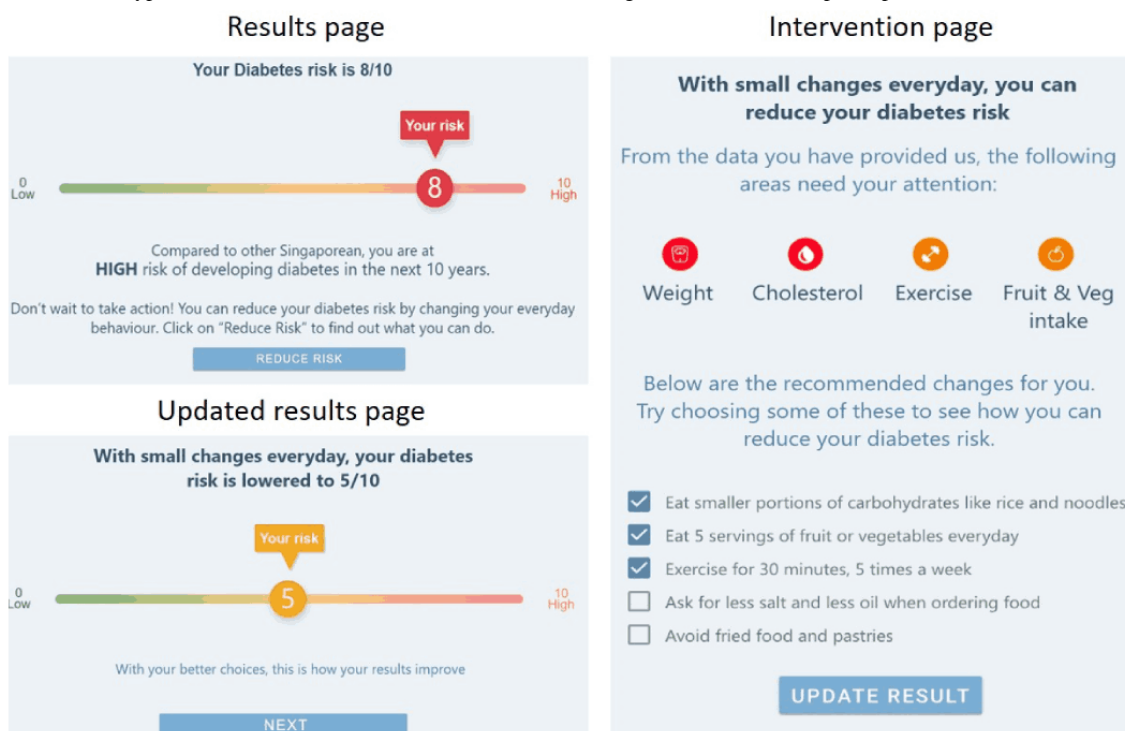 Results page
Your Diabetes risk is 8/10
Your risk
8
0
Low
10
High
Compared to other Singaporean, you are at
HIGH risk of developing diabetes in the next 10 years.
Don't wait to take action! You can reduce your diabetes risk by changing your everyday
behaviour. Click on "Reduce Risk" to find out what you can do.
REDUCE RISK
Updated results page
With small changes everyday, your diabetes
risk is lowered to 5/10
Your risk
5
0
Low
10
High
With your better choices, this is how your results improve
NEXT
Intervention page
With small changes everyday, you can
reduce your diabetes risk
From the data you have provided us, the following
areas need your attention:
Weight
Cholesterol
Exercise
Fruit & Veg
intake
Below are the recommended changes for you.
Try choosing some of these to see how you can
reduce your diabetes risk.
Eat smaller portions of carbohydrates like rice and noodles
Eat 5 servings of fruit or vegetables everyday
Exercise for 30 minutes, 5 times a week
Ask for less salt and less oil when ordering food
Avoid fried food and pastries
UPDATE RESULT